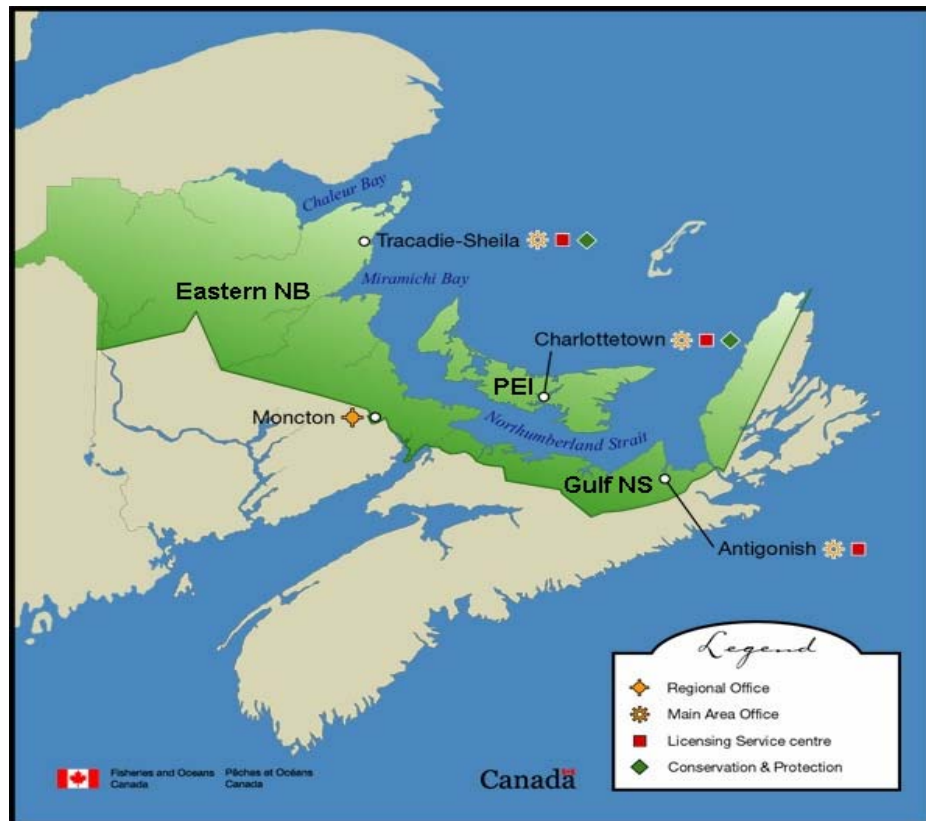 Chaleur Bay
Tracadie-Sheila
Miramichi Bay
Eastern NB
Charlottetown
PEI
Moncton
Northumberland Strait
Gulf NS
Antigonish
Legend
Regional Office
Main Area Office
Licensing Service centre
Conservation & Protection
Fisheries and Oceans Pêches et Océans
Canada Canada
Canada